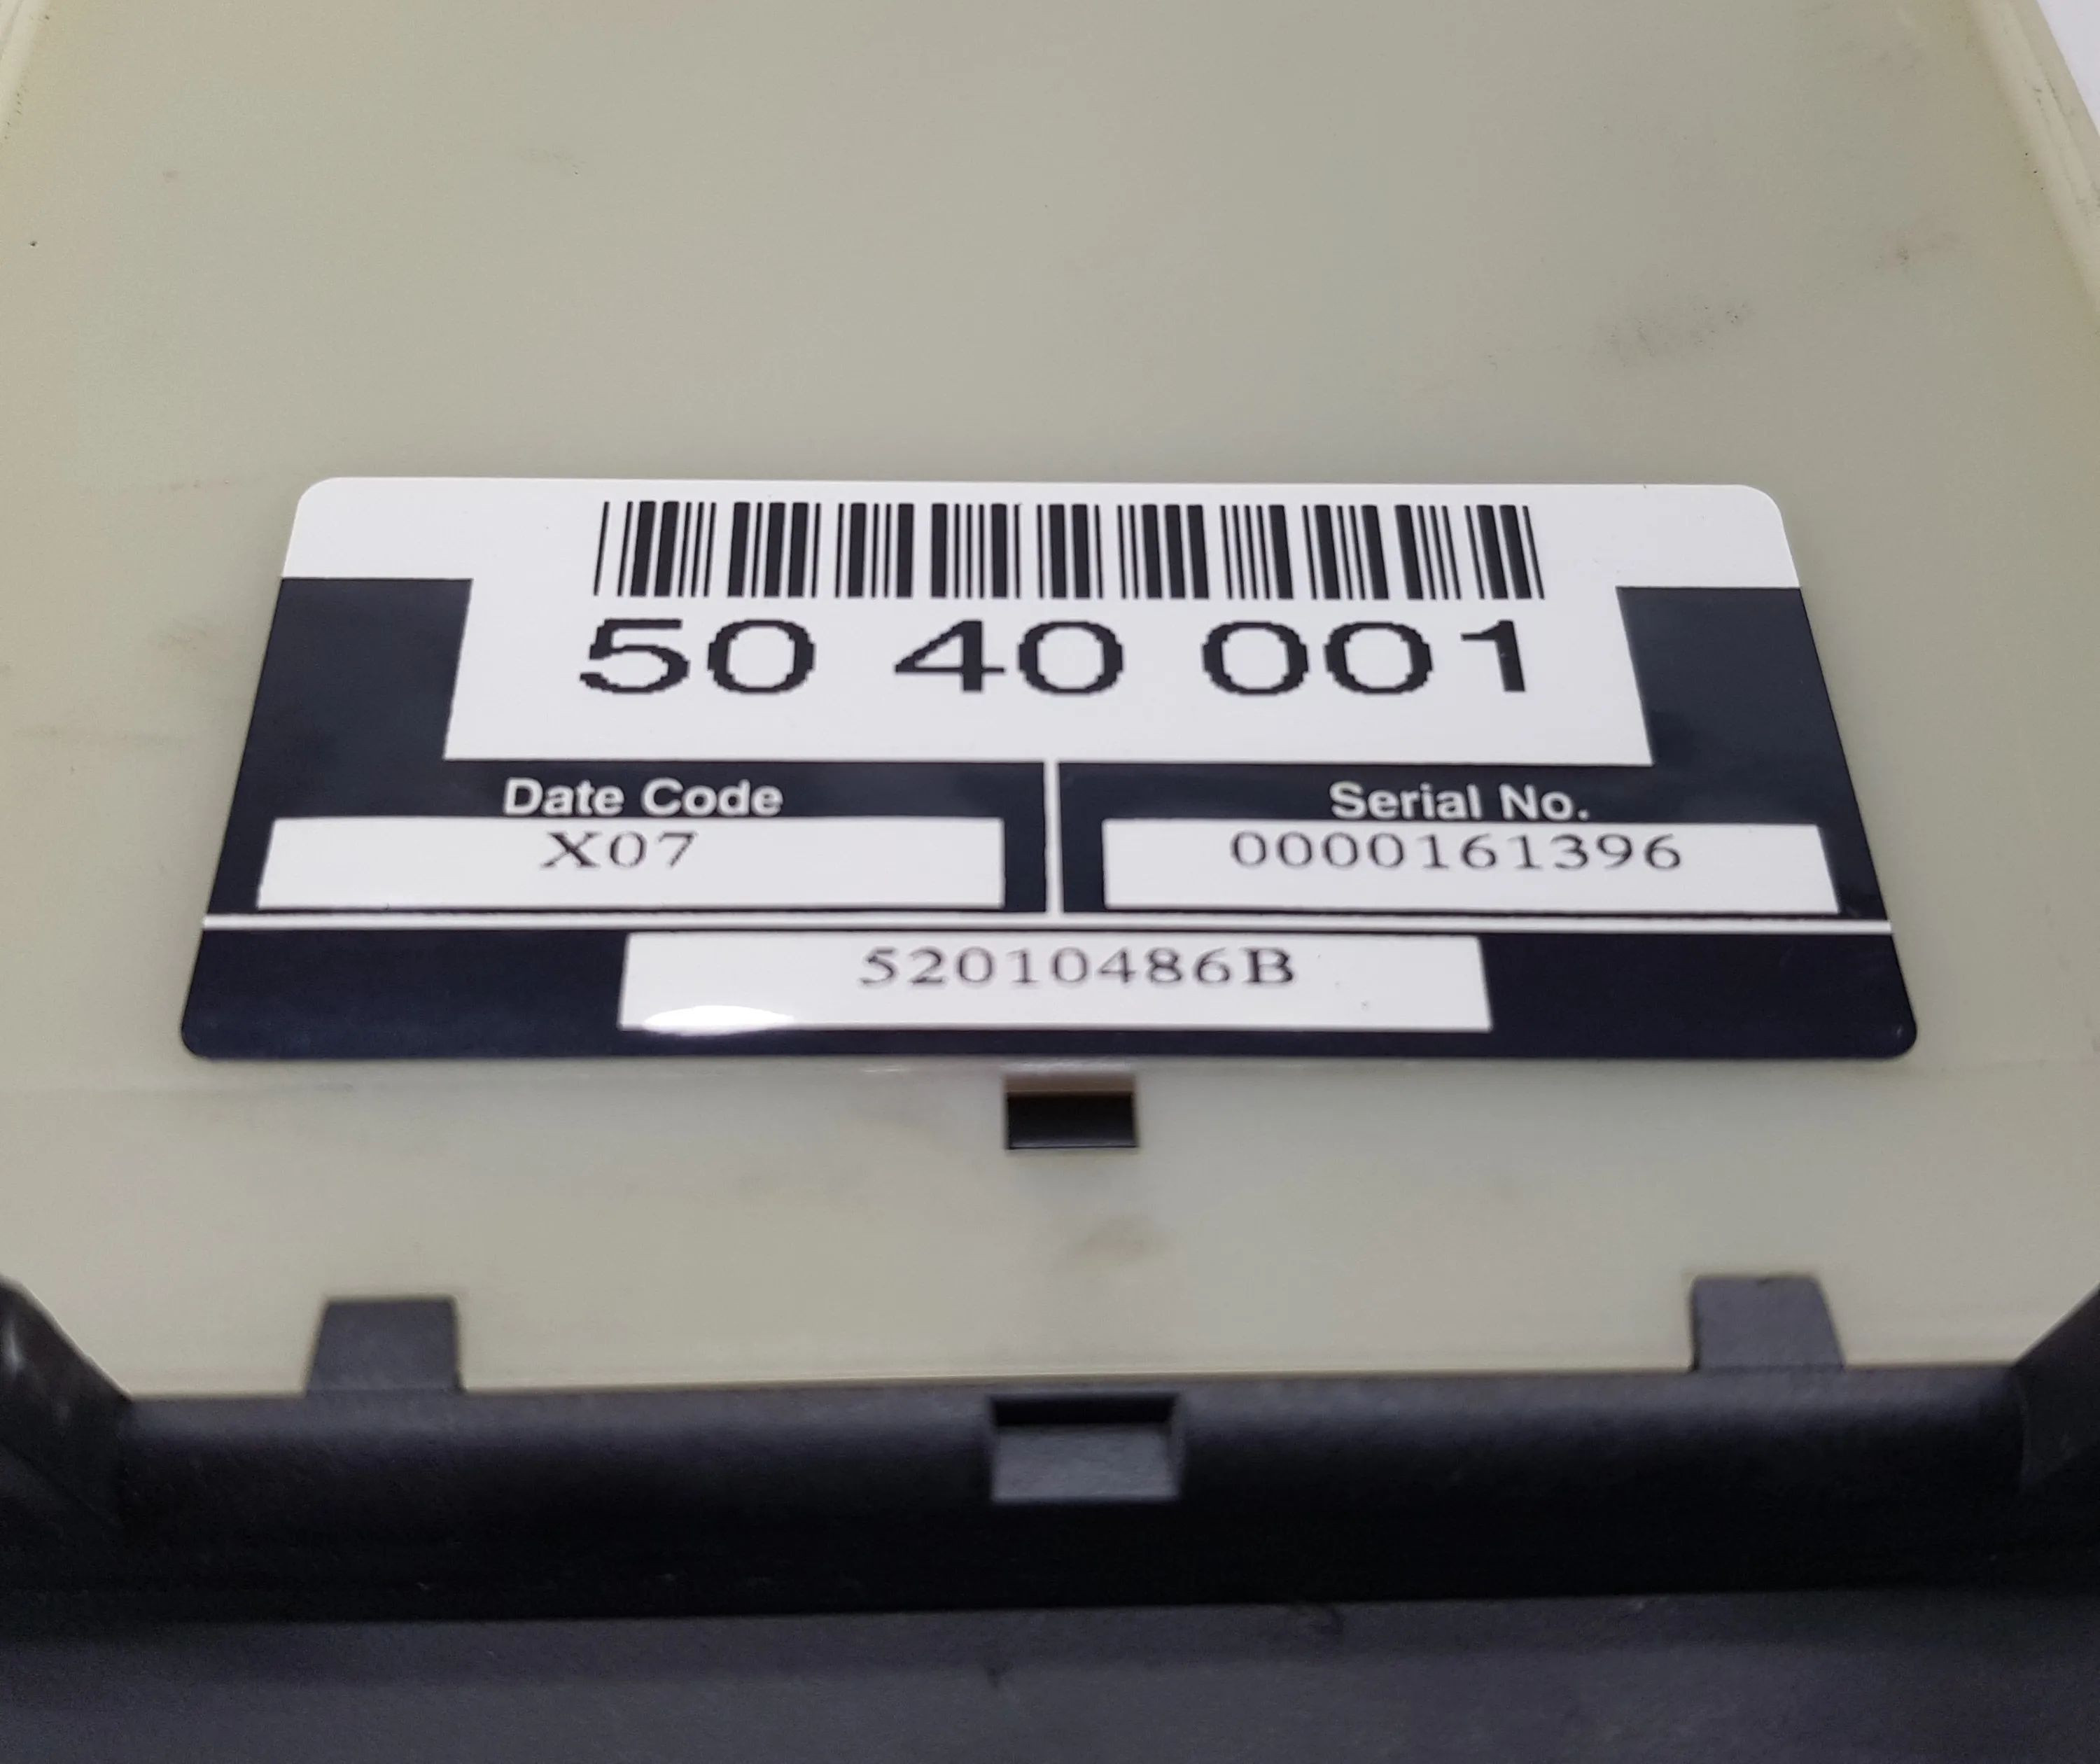 50 40 001
Date Code
X07
Serial No.
0000161396
52010486B